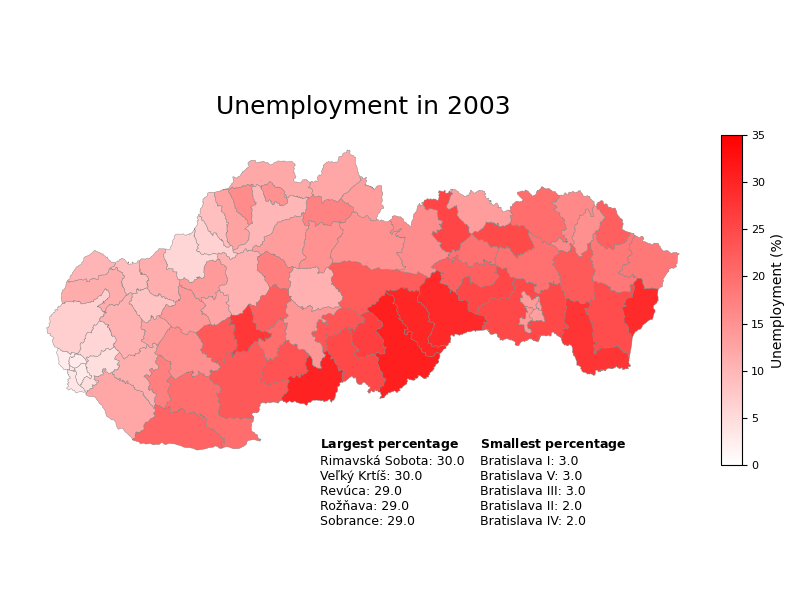 Unemployment in 2003
35
30
25
20
15
10
5
0
Unemployment (%)
Largest percentage
Rimavská Sobota: 30.0
Veľký Krtíš: 30.0
Revúca: 29.0
Rožňava: 29.0
Sobrance: 29.0
Smallest percentage
Bratislava I: 3.0
Bratislava V: 3.0
Bratislava III: 3.0
Bratislava II: 2.0
Bratislava IV: 2.0